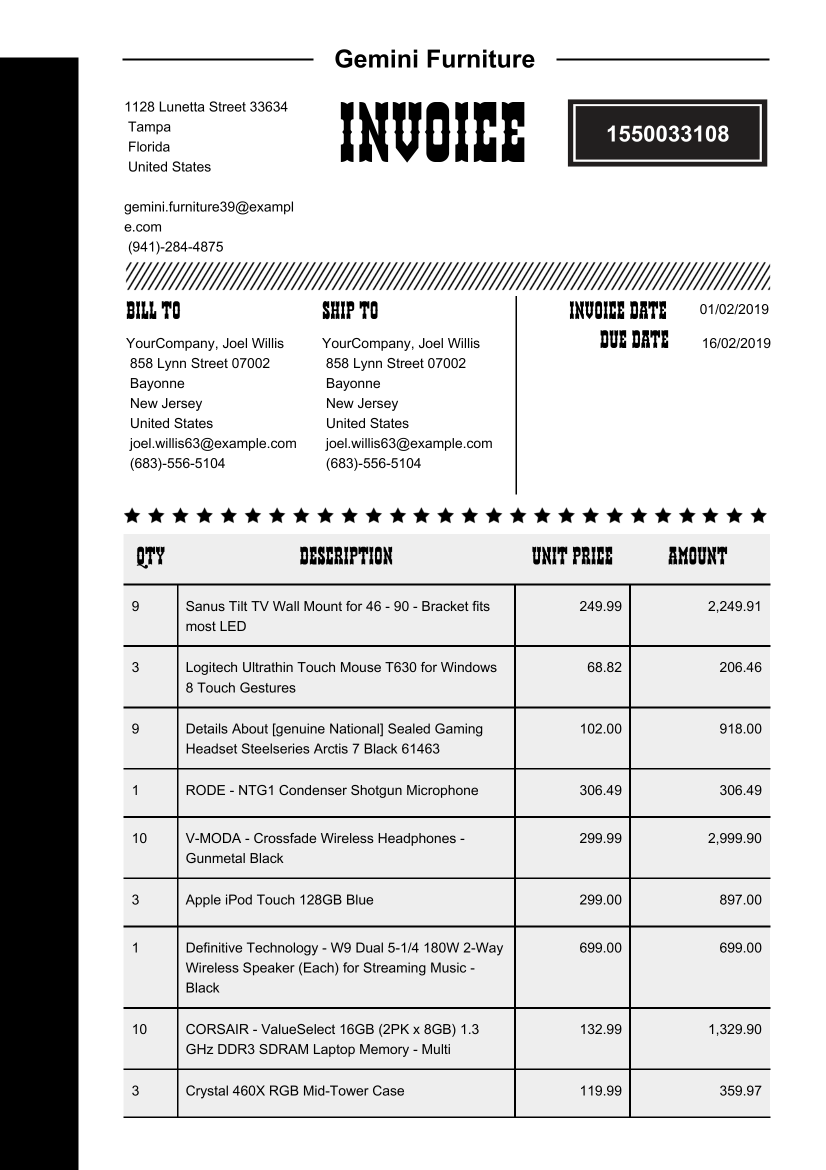 Gemini Furniture
1128 Lunetta Street 33634
Tampa
Florida
United States
gemini.furniture39@exampl
e.com
(941)-284-4875
INVOICE
1550033108
BILL TO
YourCompany, Joel Willis
858 Lynn Street 07002
Bayonne
New Jersey
United States
joel.willis63@example.com
(683)-556-5104
SHIP TO
YourCompany, Joel Willis
858 Lynn Street 07002
Bayonne
New Jersey
United States
joel.willis63@example.com
(683)-556-5104
INVOICE DATE 01/02/2019
DUE DATE 16/02/2019
QTY DESCRIPTION UNIT PRICE AMOUNT
9 Sanus Tilt TV Wall Mount for 46 - 90 - Bracket fits 249.99 2,249.91
most LED
3 Logitech Ultrathin Touch Mouse T630 for Windows 68.82 206.46
8 Touch Gestures
9 Details About [genuine National] Sealed Gaming 102.00 918.00
Headset Steelseries Arctis 7 Black 61463
1 RODE - NTG1 Condenser Shotgun Microphone 306.49 306.49
10 V-MODA - Crossfade Wireless Headphones - 299.99 2,999.90
Gunmetal Black
3 Apple iPod Touch 128GB Blue 299.00 897.00
1 Definitive Technology - W9 Dual 5-1/4 180W 2-Way 699.00 699.00
Wireless Speaker (Each) for Streaming Music -
Black
10 CORSAIR - ValueSelect 16GB (2PK x 8GB) 1.3 132.99 1,329.90
GHz DDR3 SDRAM Laptop Memory - Multi
3 Crystal 460X RGB Mid-Tower Case 119.99 359.97